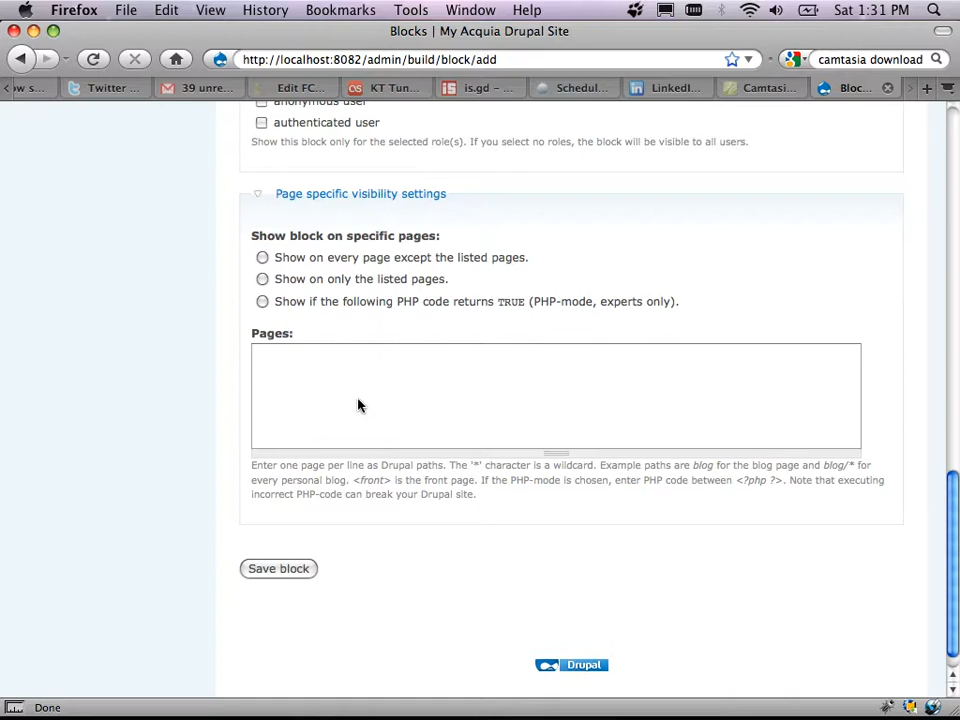 Firefox File Edit View History Bookmarks Tools Window Help Sat 1:31 PM
Blocks | My Acquia Drupal Site
http://localhost:8082/admin/build/block/add camtasia download
ow s... Twitter ... 39 unre... Edit FC... KT Tun... is.gd – ... Schedul... LinkedI... Camtasi... Bloc...
anonymous user
authenticated user
Show this block only for the selected role(s). If you select no roles, the block will be visible to all users.
Page specific visibility settings
Show block on specific pages:
Show on every page except the listed pages.
Show on only the listed pages.
Show if the following PHP code returns TRUE (PHP-mode, experts only).
Pages:
Enter one page per line as Drupal paths. The '*' character is a wildcard. Example paths are blog for the blog page and blog/* for
every personal blog. <front> is the front page. If the PHP-mode is chosen, enter PHP code between <?php ?>. Note that executing
incorrect PHP-code can break your Drupal site.
Save block
Drupal
Done